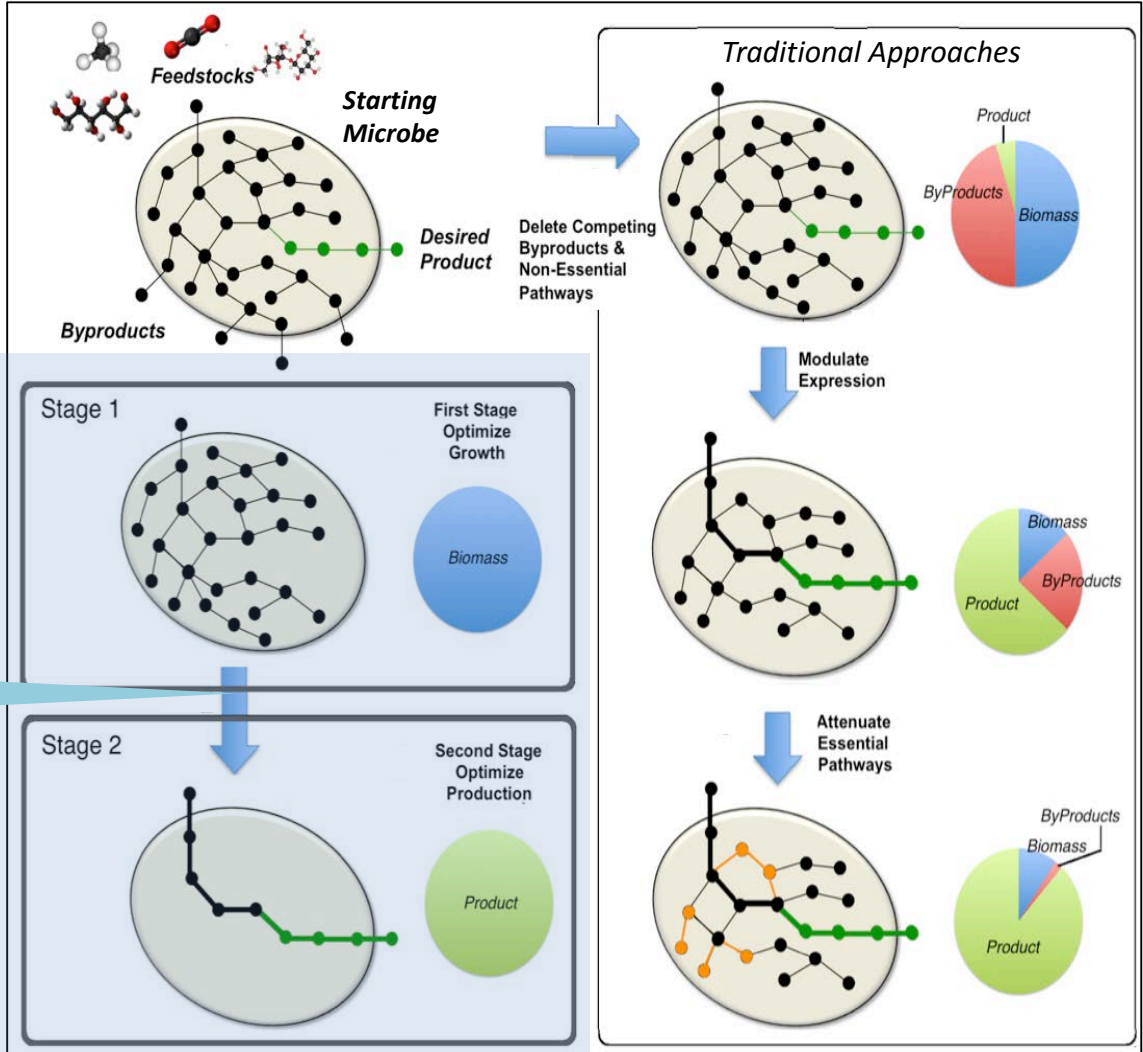 Feedstocks
Starting
Microbe
Desired
Product
Byproducts
Traditional Approaches
Delete Competing
Byproducts &
Non-Essential
Pathways
Product
ByProducts
Biomass
Modulate
Expression
Biomass
ByProducts
Product
Attenuate
Essential
Pathways
ByProducts
Biomass
Product
Stage 1
First Stage
Optimize
Growth
Biomass
Stage 2
Second Stage
Optimize
Production
Product